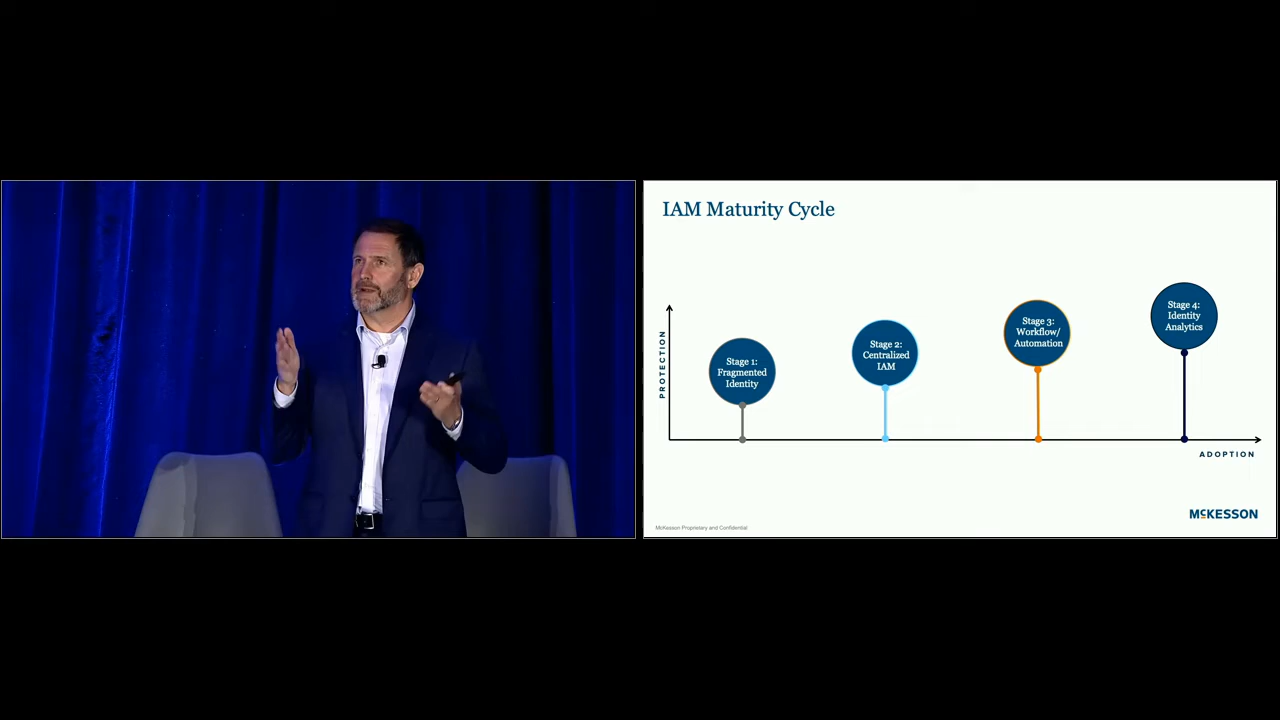 IAM Maturity Cycle
PROTECTION
Stage 1:
Fragmented
Identity
Stage 2:
Centralized
IAM
Stage 3:
Workflow/
Automation
Stage 4:
Identity
Analytics
ADOPTION
MCKESSON
McKesson Proprietary and Confidential